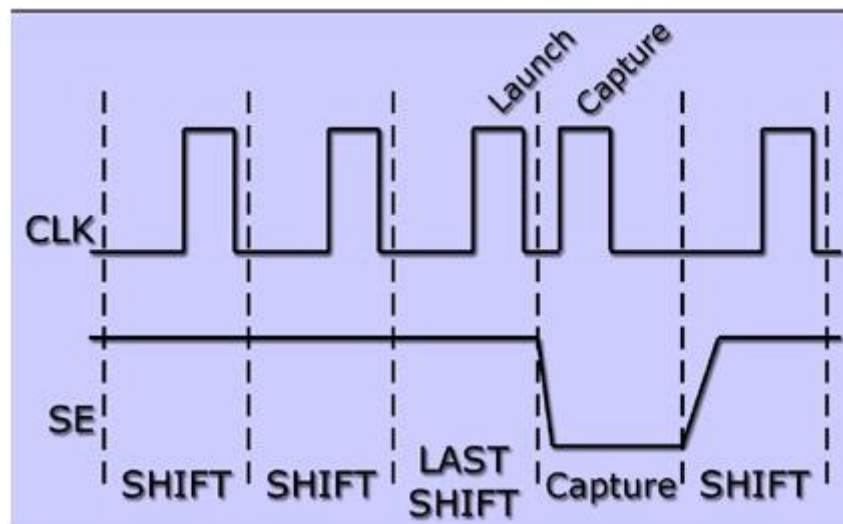 Launch
Capture
CLK
SE
SHIFT
SHIFT
LAST
SHIFT
Capture
SHIFT